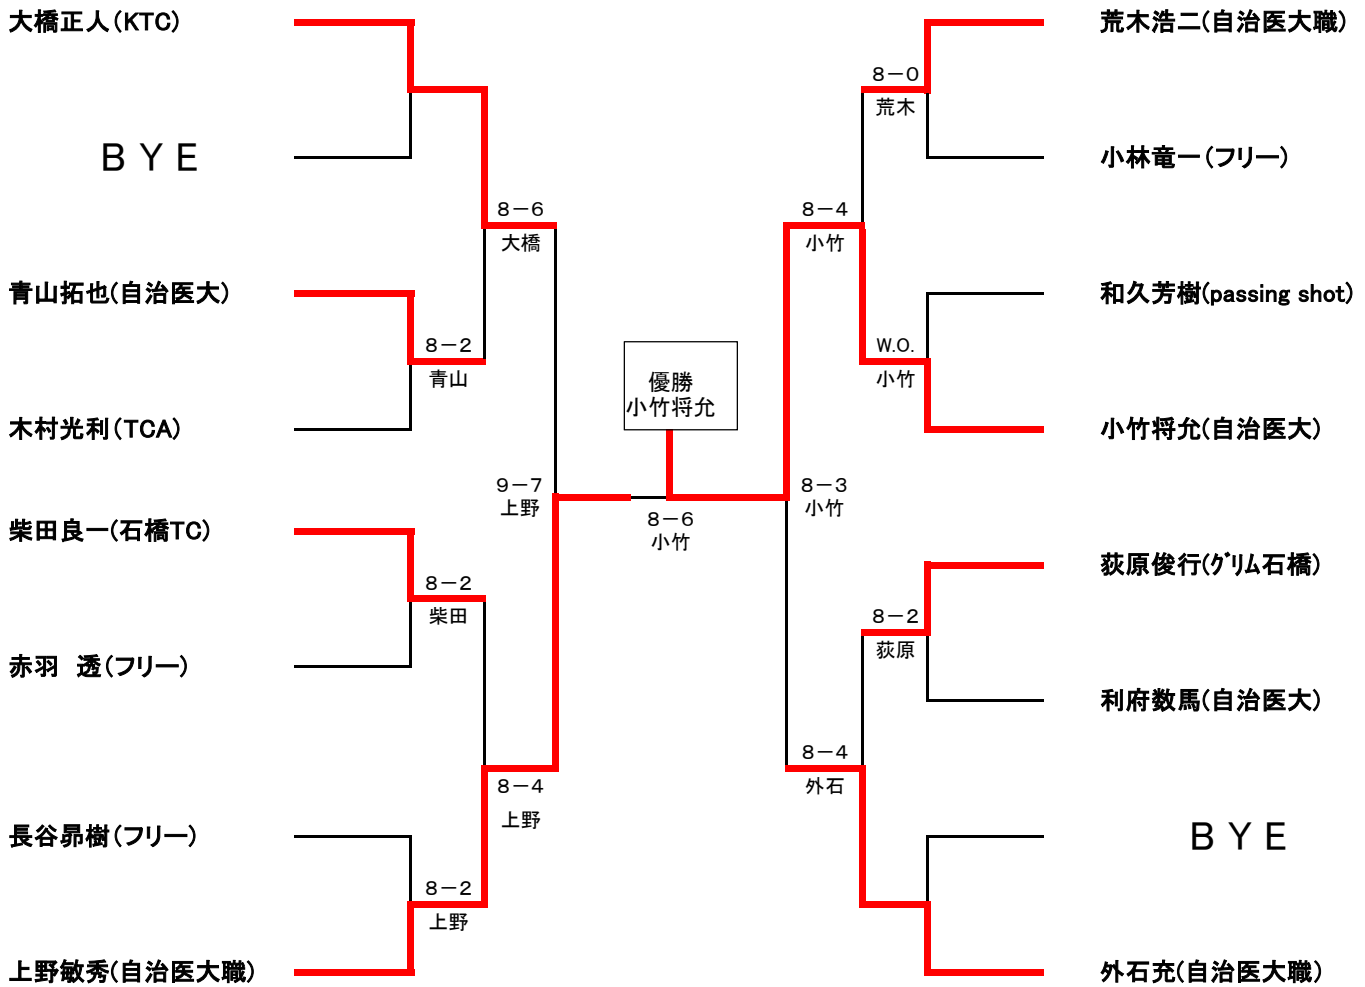 大橋正人(KTC)
BYE
青山拓也(自治医大)
木村光利(TCA)
柴田良一(石橋TC)
赤羽　透(フリー)
長谷昴樹(フリー)
上野敏秀(自治医大職)
8-6
大橋
8-2
青山
9-7
上野
8-2
柴田
8-4
上野
8-2
上野
優勝
小竹将允
8-6
小竹
8-0
荒木
8-4
小竹
W.O.
小竹
8-3
小竹
8-2
荻原
8-4
外石
荒木浩二(自治医大職)
小林竜一(フリー)
和久芳樹(passing shot)
小竹将允(自治医大)
荻原俊行(グリム石橋)
利府数馬(自治医大)
BYE
外石充(自治医大職)